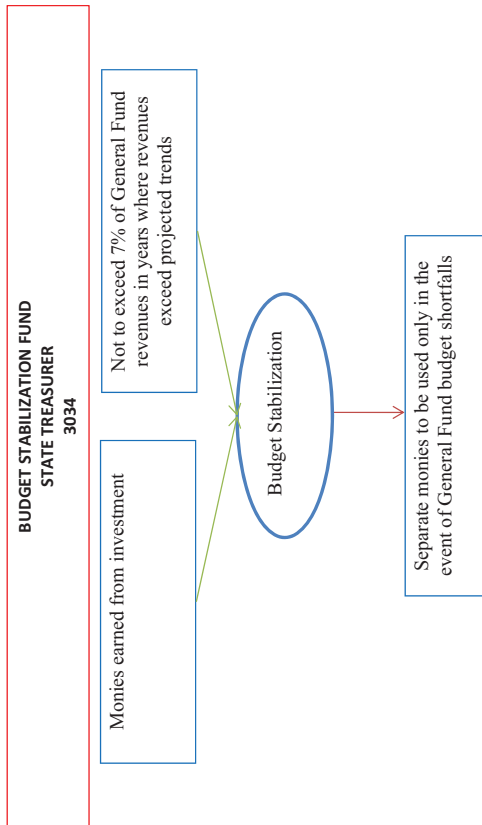 BUDGET STABILIZATION FUND
STATE TREASURER
3034
Monies earned from investment
Not to exceed 7% of General Fund
revenues in years where revenues
exceed projected trends
Budget Stabilization
Separate monies to be used only in the
event of General Fund budget shortfalls